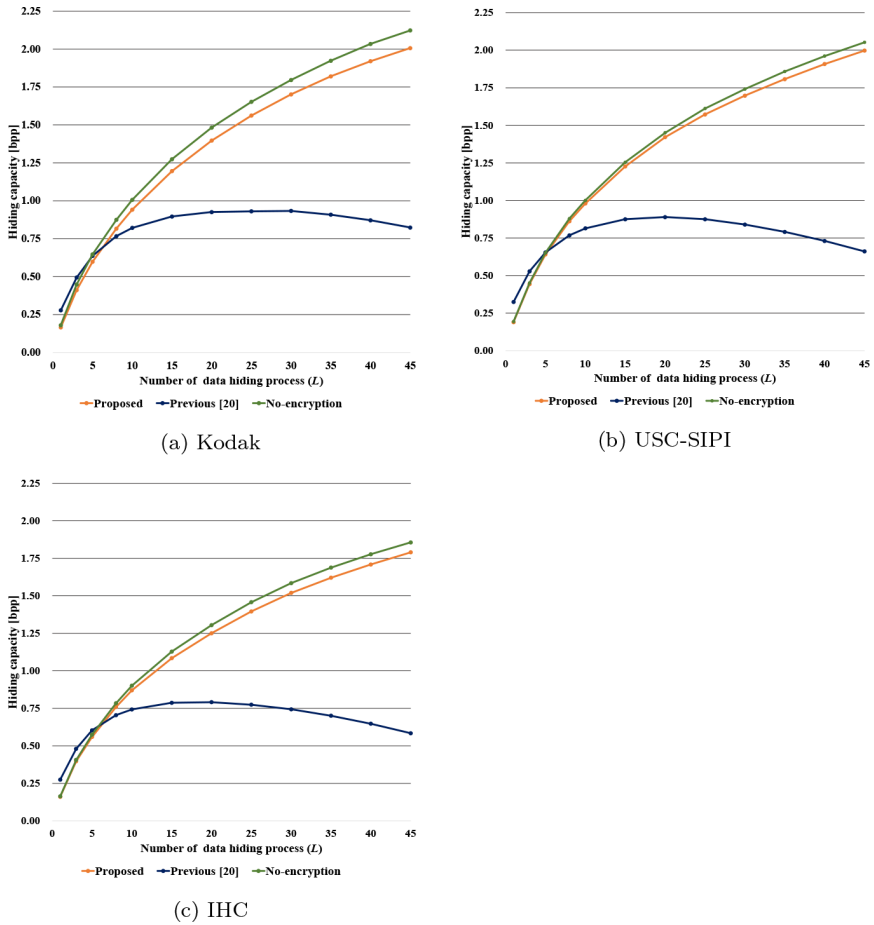 2.25
2.00
1.75
1.50
1.25
1.00
0.75
0.50
0.25
0.00
Hiding capacity [bpp]
0 5 10 15 20 25 30 35 40 45
Number of data hiding process (L)
Proposed Previous [20] No-encryption
(a) Kodak
2.25
2.00
1.75
1.50
1.25
1.00
0.75
0.50
0.25
0.00
Hiding capacity [bpp]
0 5 10 15 20 25 30 35 40 45
Number of data hiding process (L)
Proposed Previous [20] No-encryption
(b) USC-SIPI
2.25
2.00
1.75
1.50
1.25
1.00
0.75
0.50
0.25
0.00
Hiding capacity [bpp]
0 5 10 15 20 25 30 35 40 45
Number of data hiding process (L)
Proposed Previous [20] No-encryption
(c) IHC